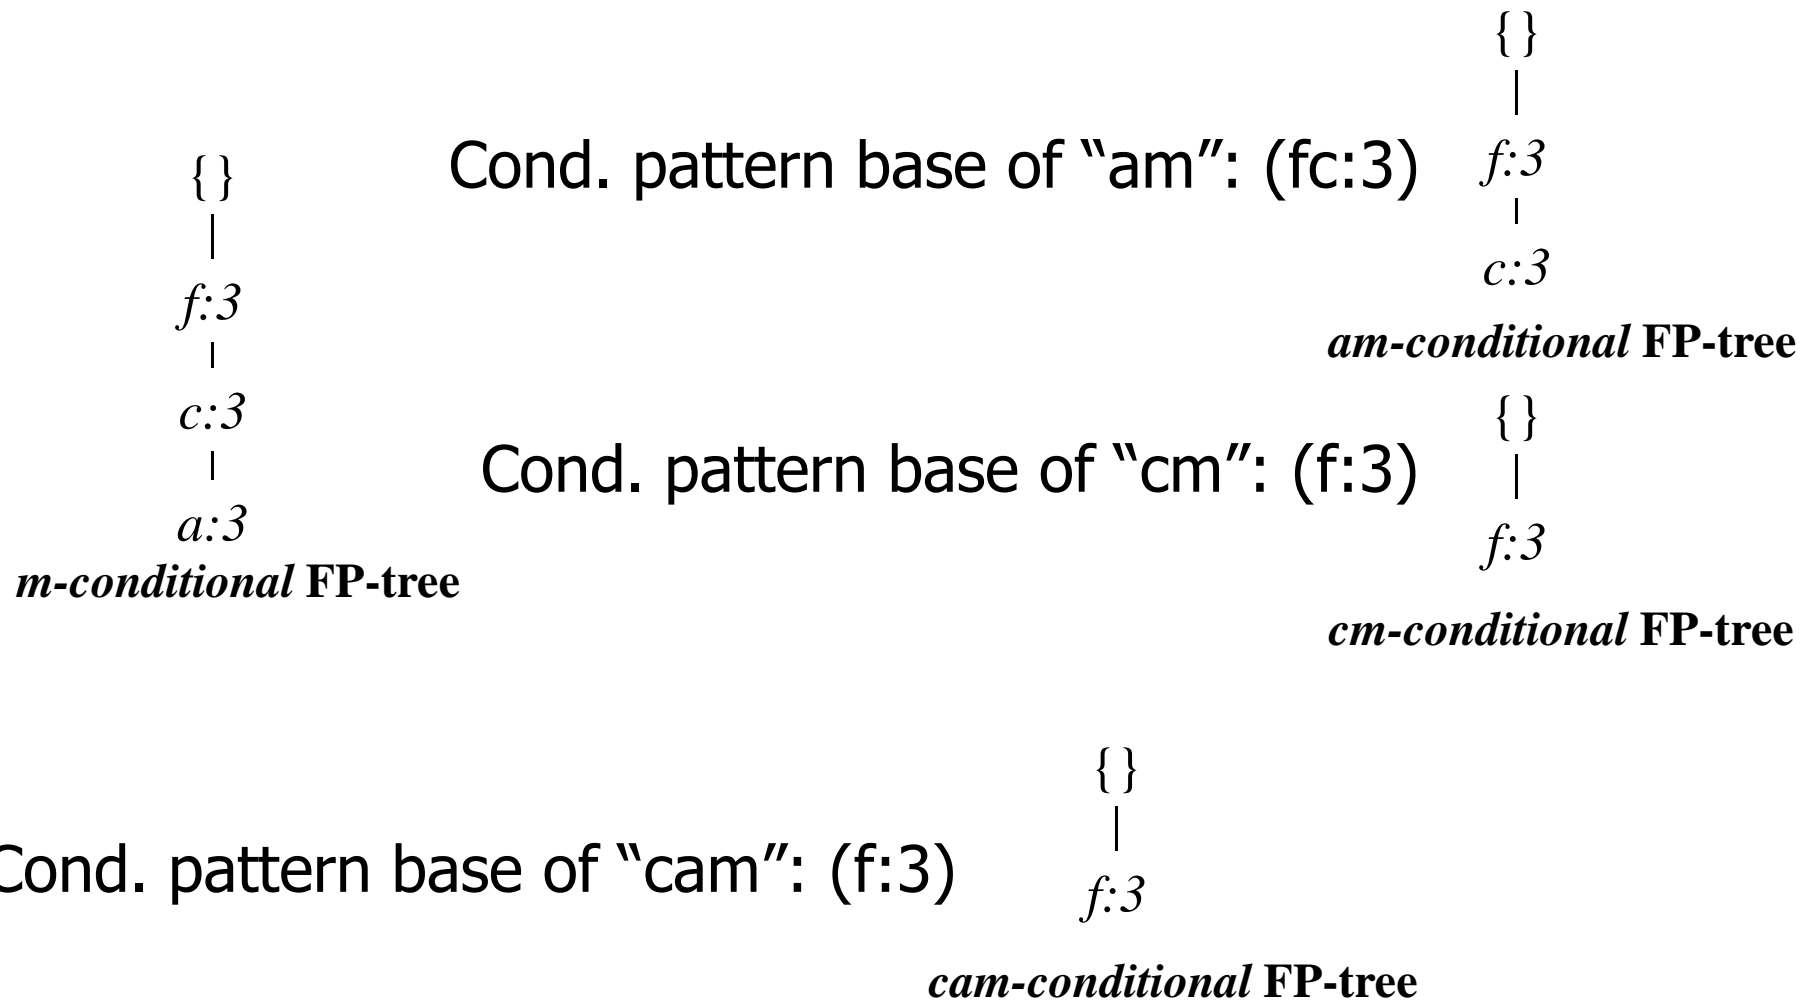 {}
f:3
c:3
a:3
m-conditional FP-tree
Cond. pattern base of “am”: (fc:3)
{}
f:3
c:3
am-conditional FP-tree
Cond. pattern base of “cm”: (f:3)
{}
f:3
cm-conditional FP-tree
Cond. pattern base of “cam”: (f:3)
{}
f:3
cam-conditional FP-tree